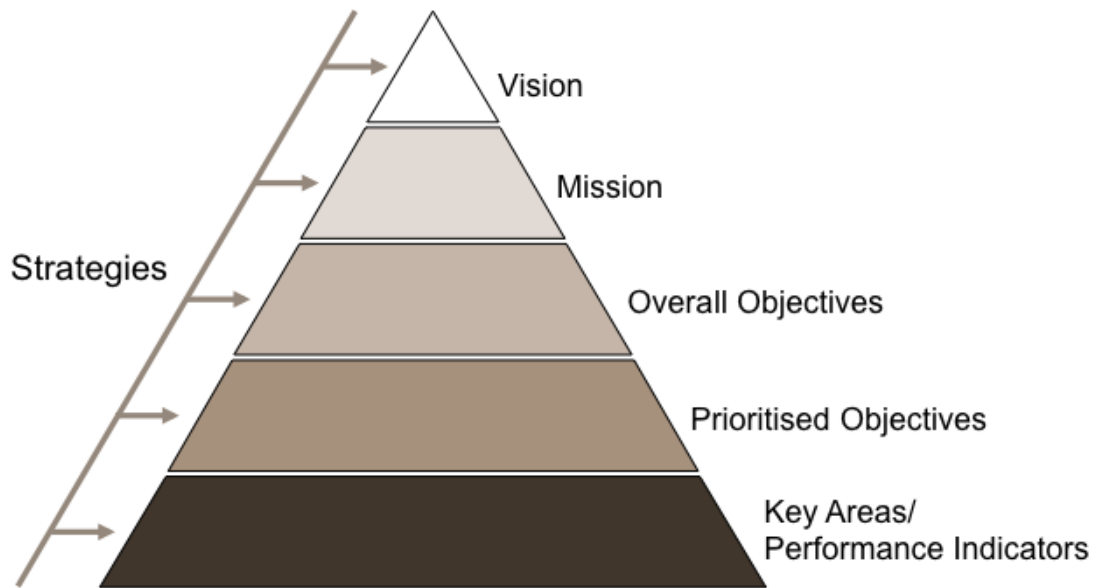 Vision
Mission
Strategies
Overall Objectives
Prioritised Objectives
Key Areas/
Performance Indicators